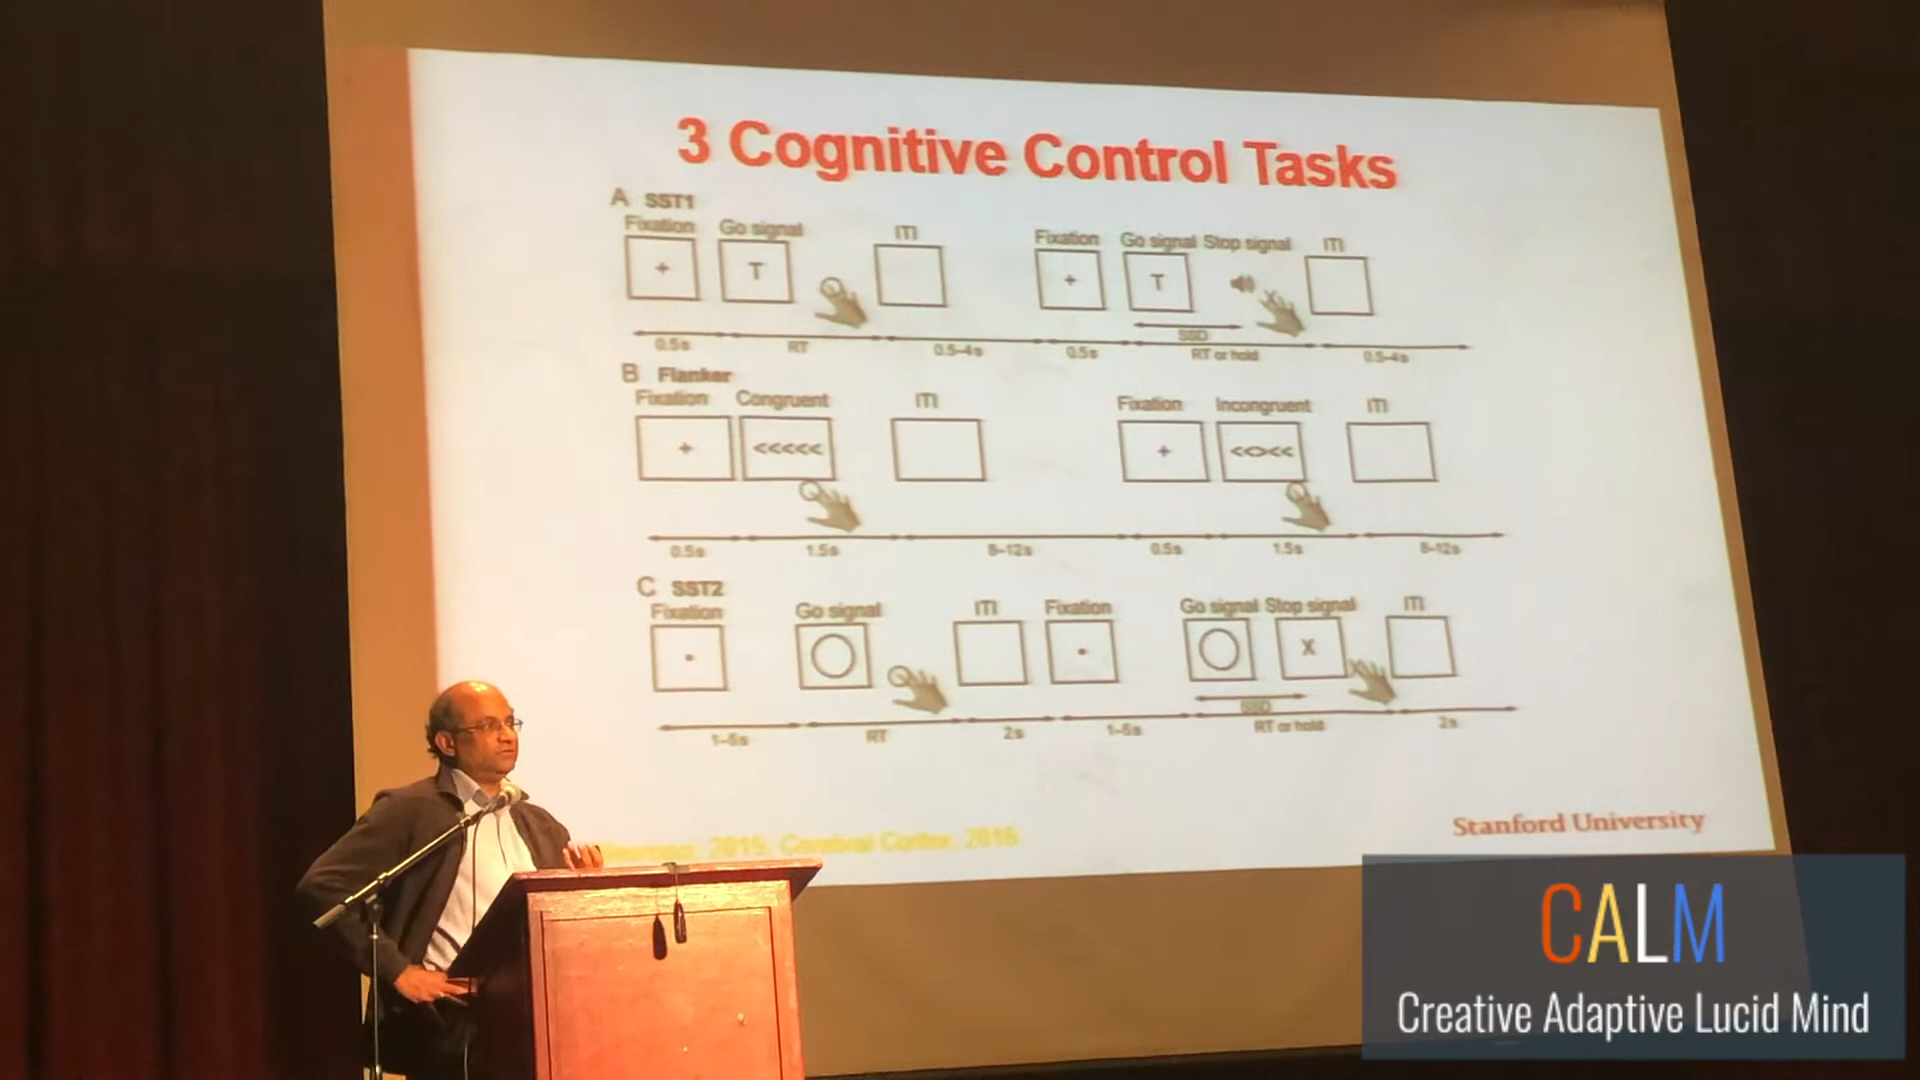 3 Cognitive Control Tasks
A SST1
Fixation Go signal ITI Fixation Go signal Stop signal ITI
+ T + T
SSD
0.5s RT 0.5-4s 0.5s RT or hold 0.5-4s
B Flanker
Fixation Congruent ITI Fixation Incongruent ITI
+ <<<<< + <<><<
0.5s 1.5s 8-12s 0.5s 1.5s 8-12s
C SST2
Fixation Go signal ITI Fixation Go signal Stop signal ITI
X
SSD
RT 2s RT or hold 2s
2015, Cerebral Cortex, 2016
Stanford University
CALM
Creative Adaptive Lucid Mind